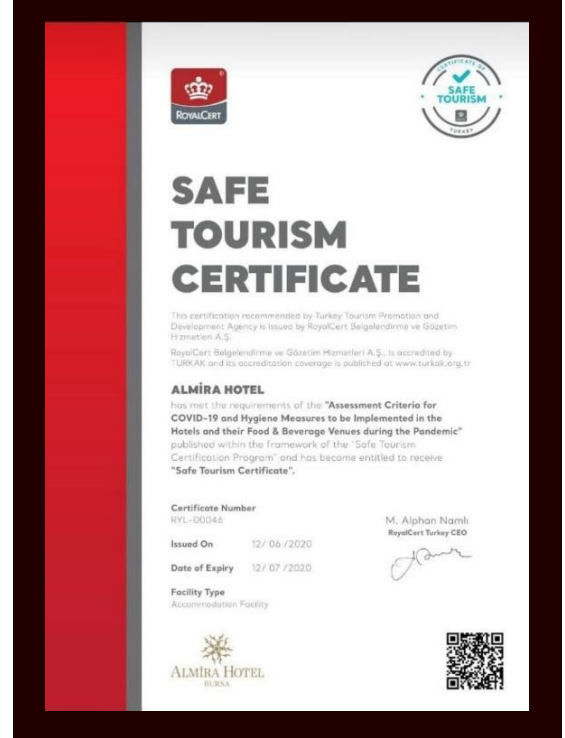 ROYALCERT
CERTIFICATE OF
SAFE
TOURISM
TURKEY
SAFE
TOURISM
CERTIFICATE
This certification recommended by Turkey Tourism Promotion and
Development Agency is issued by RoyalCert Belgelendirme ve Gözetim
Hizmetleri A.Ş.
RoyalCert Belgelendirme ve Gözetim Hizmetleri A.Ş., is accredited by
TURKAK and its accreditation coverage is published at www.turkak.org.tr
ALMİRA HOTEL
has met the requirements of the "Assessment Criteria for
COVID-19 and Hygiene Measures to be Implemented in the
Hotels and their Food & Beverage Venues during the Pandemic"
published within the framework of the "Safe Tourism
Certification Program" and has become entitled to receive
"Safe Tourism Certificate".
Certificate Number
RYL-00046
M. Alphan Namlı
RoyalCert Turkey CEO
Issued On 12/ 06 /2020
Date of Expiry 12/ 07 /2020
Facility Type
Accommodation Facility
ALMİRA HOTEL
BURSA